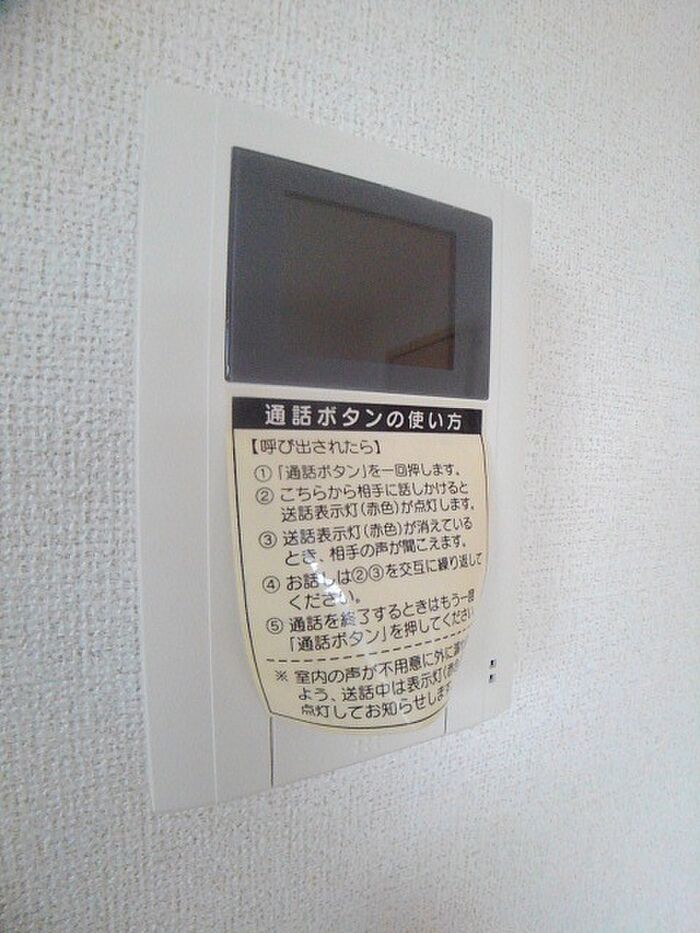 通話ボタンの使い方
【呼び出されたら】
①「通話ボタン」を一回押します。
② こちらから相手に話しかけると
送話表示灯(赤色)が点灯します。
③ 送話表示灯(赤色)が消えている
とき、相手の声が聞こえます。
④ お話しは②③を交互に繰り返して
ください。
⑤ 通話を終了するときはもう一回
「通話ボタン」を押してください
※ 室内の声が不用意に外に
よう、送話中は表示灯(赤色
点灯してお知らせします